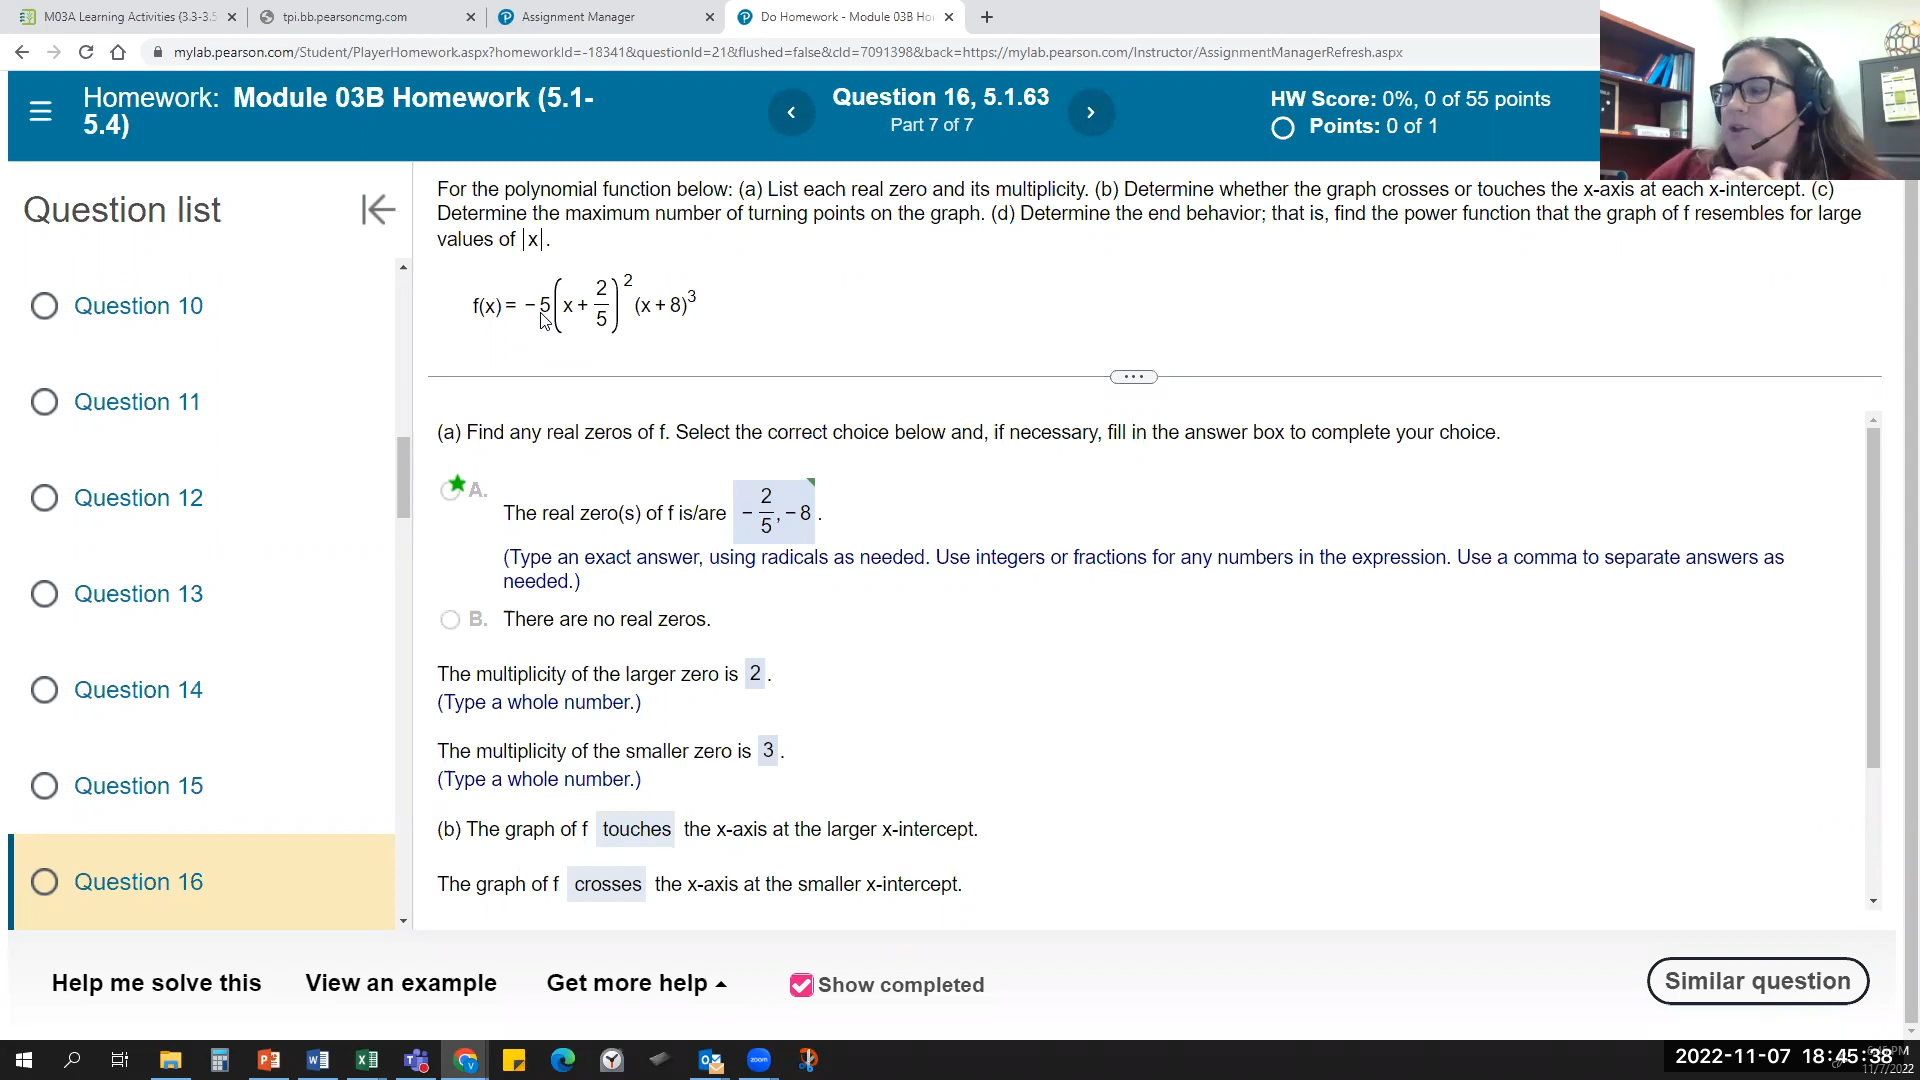 M03A Learning Activities (3.3-3.5
tpi.bb.pearsoncmg.com
Assignment Manager
Do Homework - Module 03B Ho
mylab.pearson.com/Student/PlayerHomework.aspx?homeworkId=-18341&questionId=21&flushed=false&cId=7091398&back=https://mylab.pearson.com/Instructor/AssignmentManagerRefresh.aspx
Homework: Module 03B Homework (5.1-
5.4)
Question 16, 5.1.63
Part 7 of 7
HW Score: 0%, 0 of 55 points
Points: 0 of 1
Question list
Question 10
Question 11
Question 12
Question 13
Question 14
Question 15
Question 16
For the polynomial function below: (a) List each real zero and its multiplicity. (b) Determine whether the graph crosses or touches the x-axis at each x-intercept. (c)
Determine the maximum number of turning points on the graph. (d) Determine the end behavior; that is, find the power function that the graph of f resembles for large
values of |x|.
f(x) = -5(x + 2/5)^2 (x + 8)^3
(a) Find any real zeros of f. Select the correct choice below and, if necessary, fill in the answer box to complete your choice.
A.
The real zero(s) of f is/are -2/5, -8 .
(Type an exact answer, using radicals as needed. Use integers or fractions for any numbers in the expression. Use a comma to separate answers as
needed.)
B. There are no real zeros.
The multiplicity of the larger zero is 2 .
(Type a whole number.)
The multiplicity of the smaller zero is 3 .
(Type a whole number.)
(b) The graph of f touches the x-axis at the larger x-intercept.
The graph of f crosses the x-axis at the smaller x-intercept.
Help me solve this
View an example
Get more help
Show completed
Similar question
2022-11-07 18:45:38
11/7/2022